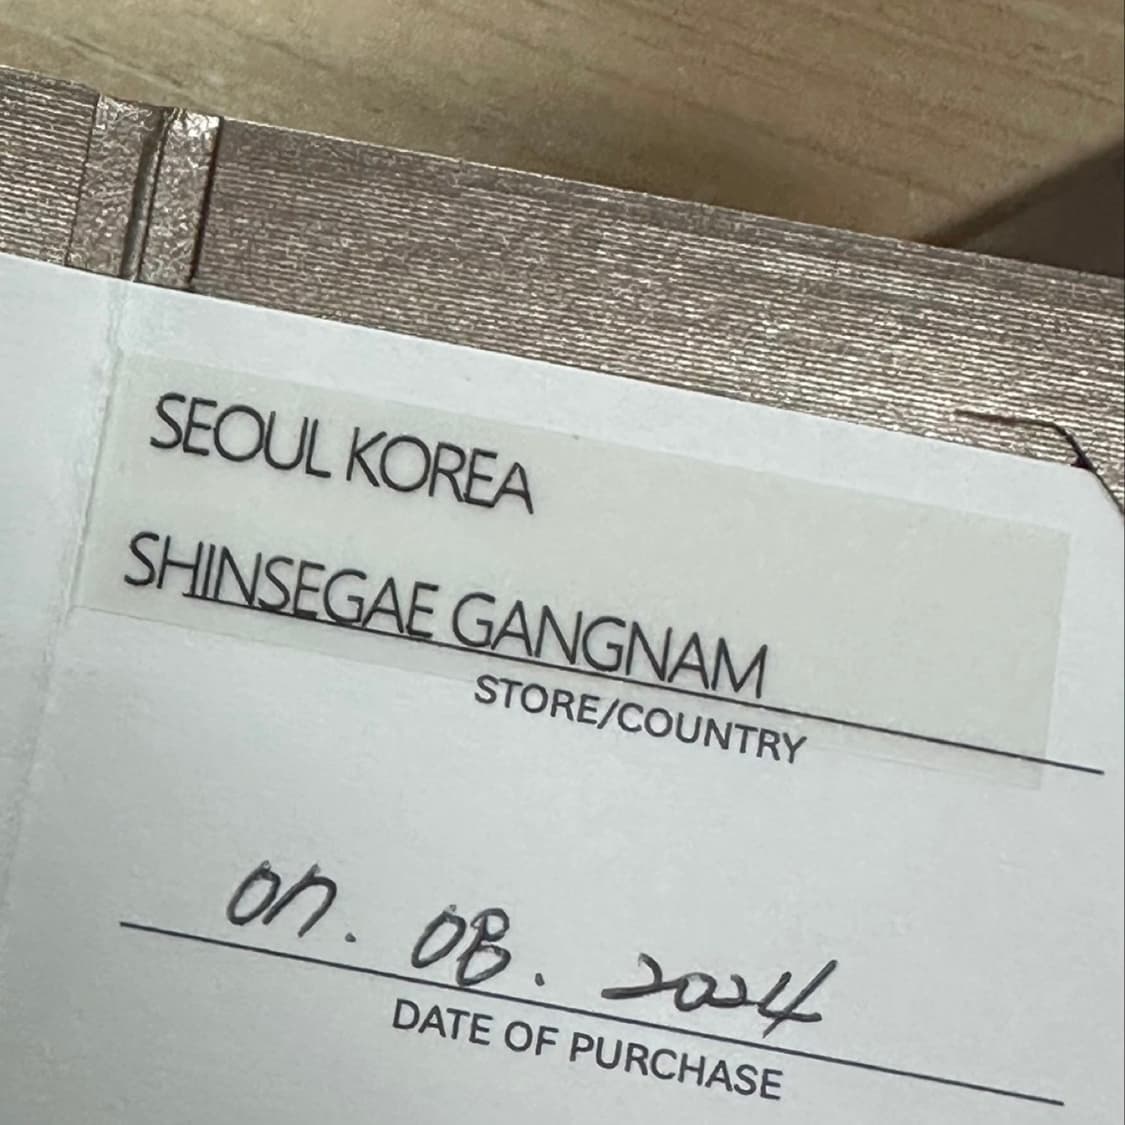 SEOUL KOREA
SHINSEGAE GANGNAM
STORE/COUNTRY
07. 08. 2024
DATE OF PURCHASE